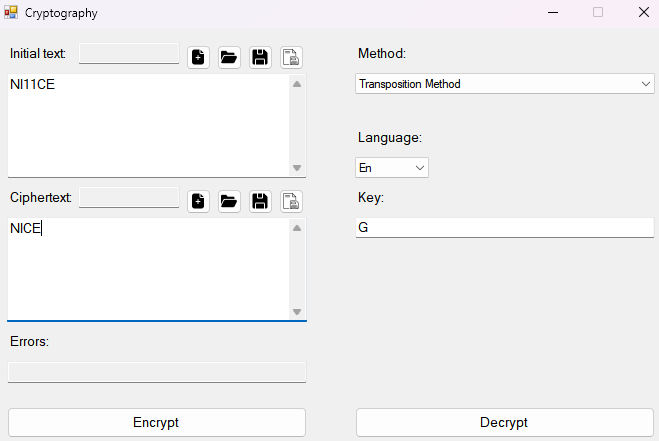 Cryptography
Initial text:
NI11CE
Ciphertext:
NICE
Errors:
Encrypt
Method:
Transposition Method
Language:
En
Key:
G
Decrypt